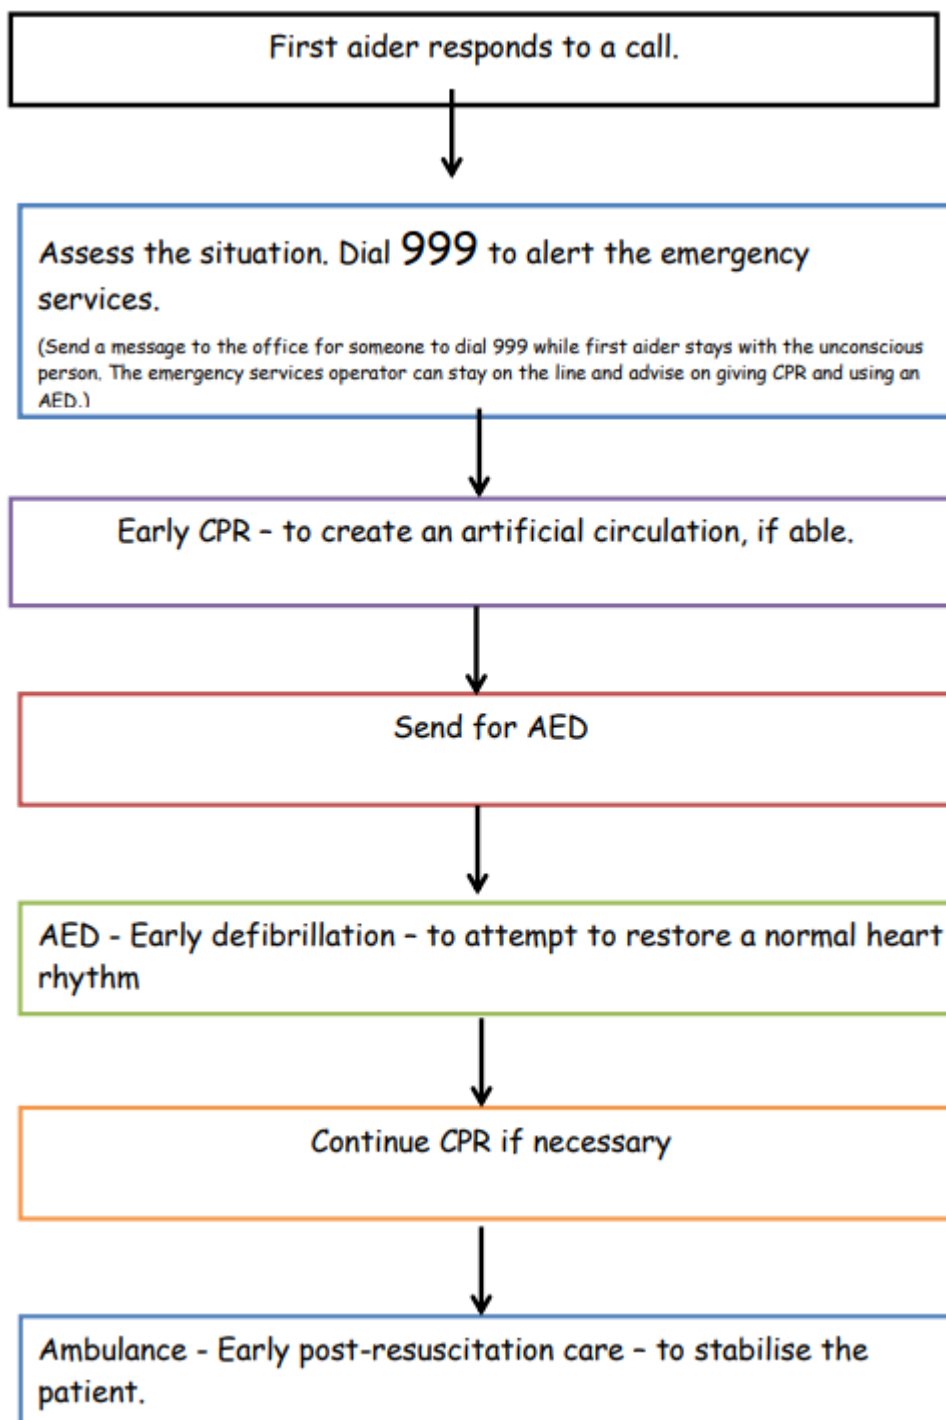 First aider responds to a call.
Assess the situation. Dial 999 to alert the emergency
services.
(Send a message to the office for someone to dial 999 while first aider stays with the unconscious
person. The emergency services operator can stay on the line and advise on giving CPR and using an
AED.)
Early CPR – to create an artificial circulation, if able.
Send for AED
AED - Early defibrillation – to attempt to restore a normal heart
rhythm
Continue CPR if necessary
Ambulance - Early post-resuscitation care – to stabilise the
patient.